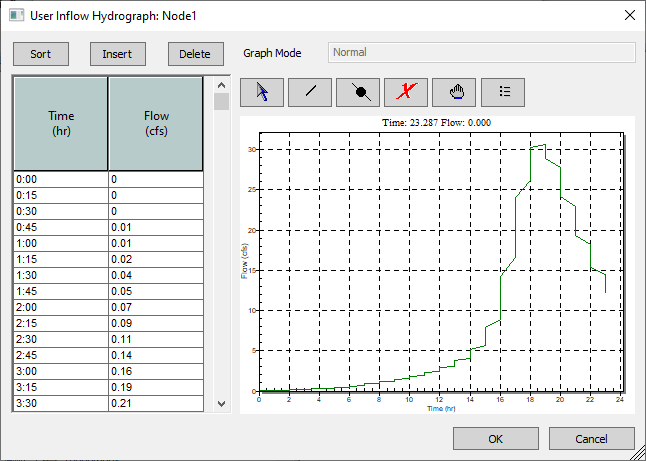 User Inflow Hydrograph: Node1
Sort Insert Delete Graph Mode Normal
Time (hr) Flow (cfs)
0:00 0
0:15 0
0:30 0
0:45 0.01
1:00 0.01
1:15 0.02
1:30 0.04
1:45 0.05
2:00 0.07
2:15 0.09
2:30 0.11
2:45 0.14
3:00 0.16
3:15 0.19
3:30 0.21
Time: 23.287 Flow: 0.000
Flow (cfs)
30
25
20
15
10
5
0
0 2 4 6 8 10 12 14 16 18 20 22 24
Time (hr)
OK Cancel